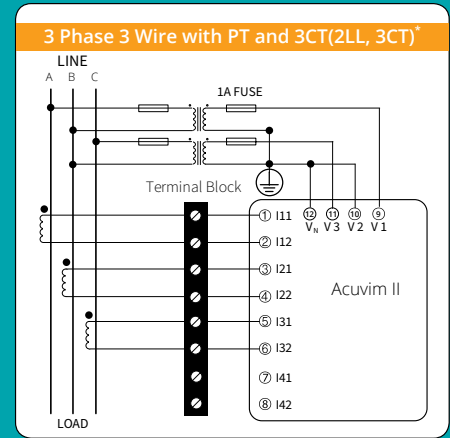 3 Phase 3 Wire with PT and 3CT(2LL, 3CT)*
LINE
A B C
1A FUSE
Terminal Block
① I11
② I12
③ I21
④ I22
⑤ I31
⑥ I32
⑦ I41
⑧ I42
⑫ ⑪ ⑩ ⑨
VN V3 V2 V1
Acuvim II
LOAD